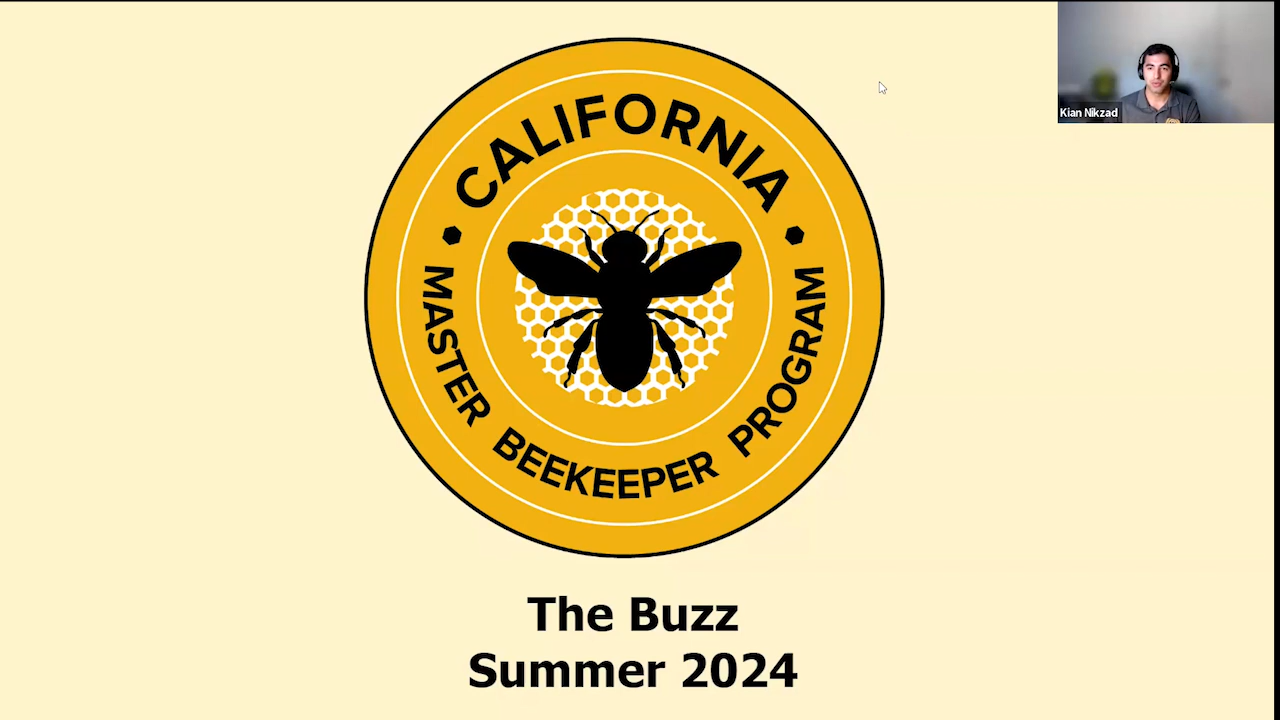 CALIFORNIA
MASTER BEEKEEPER PROGRAM
Kian Nikzad
The Buzz
Summer 2024